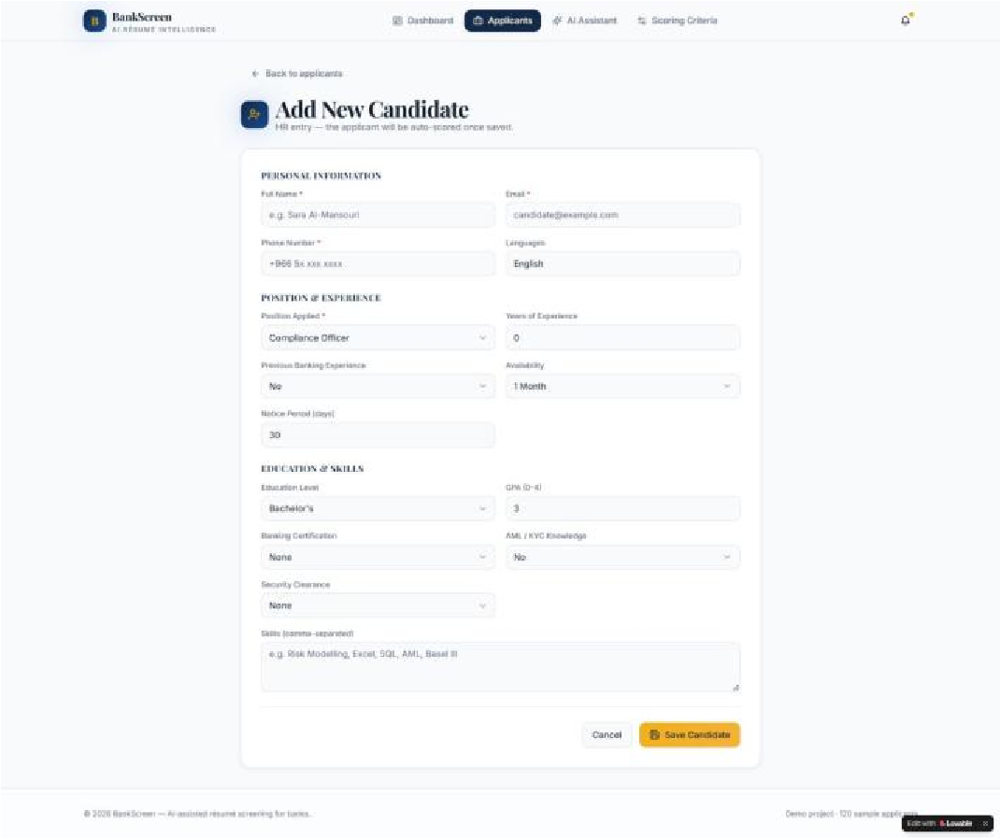 BankScreen
AI RÉSUMÉ INTELLIGENCE
Dashboard
Applicants
AI Assistant
Scoring Criteria
← Back to applicants
Add New Candidate
HR entry — the applicant will be auto-scored once saved.
PERSONAL INFORMATION
Full Name *
Email *
e.g. Sara Al-Mansouri
candidate@example.com
Phone Number *
Languages
+966 5x xxx xxxx
English
POSITION & EXPERIENCE
Position Applied *
Years of Experience
Compliance Officer
0
Previous Banking Experience
Availability
No
1 Month
Notice Period (days)
30
EDUCATION & SKILLS
Education Level
GPA (0-4)
Bachelor's
3
Banking Certification
AML / KYC Knowledge
None
No
Security Clearance
None
Skills (comma-separated)
e.g. Risk Modelling, Excel, SQL, AML, Basel III
Cancel
Save Candidate
© 2026 BankScreen — AI-assisted résumé screening for banks.
Demo project · 120 sample
Edit with Lovable ×